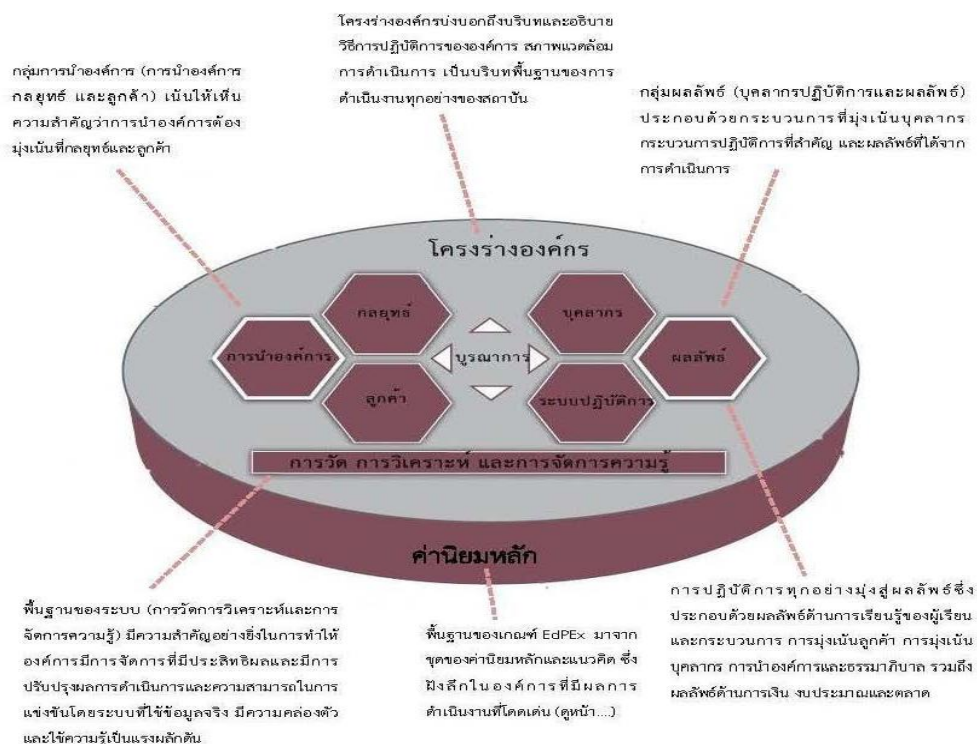 โครงร่างองค์กรบ่งบอกถึงบริบทและอธิบาย
วิธีการปฏิบัติการขององค์การ สภาพแวดล้อม
การดำเนินการ เป็นบริบทพื้นฐานของการ
ดำเนินงานทุกอย่างของสถาบัน
กลุ่มการนำองค์การ (การนำองค์การ
กลยุทธ์ และลูกค้า) เน้นให้เห็น
ความสำคัญว่าการนำองค์การต้อง
มุ่งเน้นที่กลยุทธ์และลูกค้า
กลุ่มผลลัพธ์ (บุคลากรปฏิบัติการและผลลัพธ์)
ประกอบด้วยกระบวนการที่มุ่งเน้นบุคลากร
กระบวนการปฏิบัติการที่สำคัญ และผลลัพธ์ที่ได้จาก
การดำเนินการ
โครงร่างองค์กร
กลยุทธ์
บุคลากร
การนำองค์การ
บูรณาการ
ผลลัพธ์
ลูกค้า
ระบบปฏิบัติการ
การวัด การวิเคราะห์ และการจัดการความรู้
ค่านิยมหลัก
พื้นฐานของระบบ (การวัดการวิเคราะห์และการ
จัดการความรู้) มีความสำคัญอย่างยิ่งในการทำให้
องค์การมีการจัดการที่มีประสิทธิผลและมีการ
ปรับปรุงผลการดำเนินการและความสามารถในการ
แข่งขันโดยระบบที่ใช้ข้อมูลจริง มีความคล่องตัว
และใช้ความรู้เป็นแรงผลักดัน
พื้นฐานของเกณฑ์ EdPEx มาจาก
ชุดของค่านิยมหลักและแนวคิด ซึ่ง
ฝังลึกในองค์การที่มีผลการ
ดำเนินงานที่โดดเด่น (ดูหน้า....)
การปฏิบัติการทุกอย่างมุ่งสู่ผลลัพธ์ซึ่ง
ประกอบด้วยผลลัพธ์ด้านการเรียนรู้ของผู้เรียน
และกระบวนการ การมุ่งเน้นลูกค้า การมุ่งเน้น
บุคลากร การนำองค์การและธรรมาภิบาล รวมถึง
ผลลัพธ์ด้านการเงิน งบประมาณและตลาด